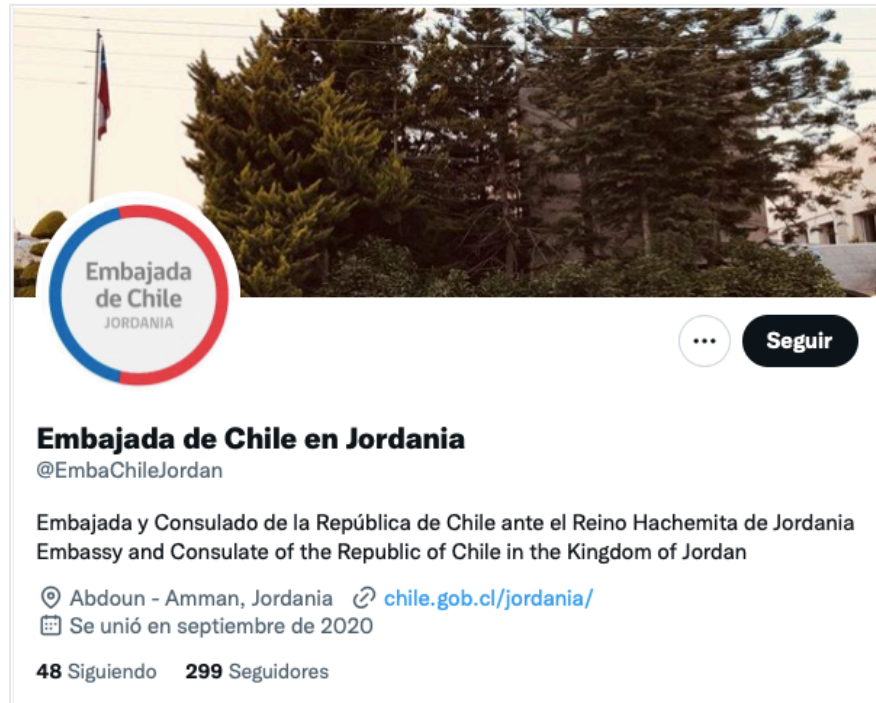 Embajada
de Chile
JORDANIA
Seguir
Embajada de Chile en Jordania
@EmbaChileJordan
Embajada y Consulado de la República de Chile ante el Reino Hachemita de Jordania
Embassy and Consulate of the Republic of Chile in the Kingdom of Jordan
Abdoun - Amman, Jordania chile.gob.cl/jordania/
Se unió en septiembre de 2020
48 Siguiendo 299 Seguidores